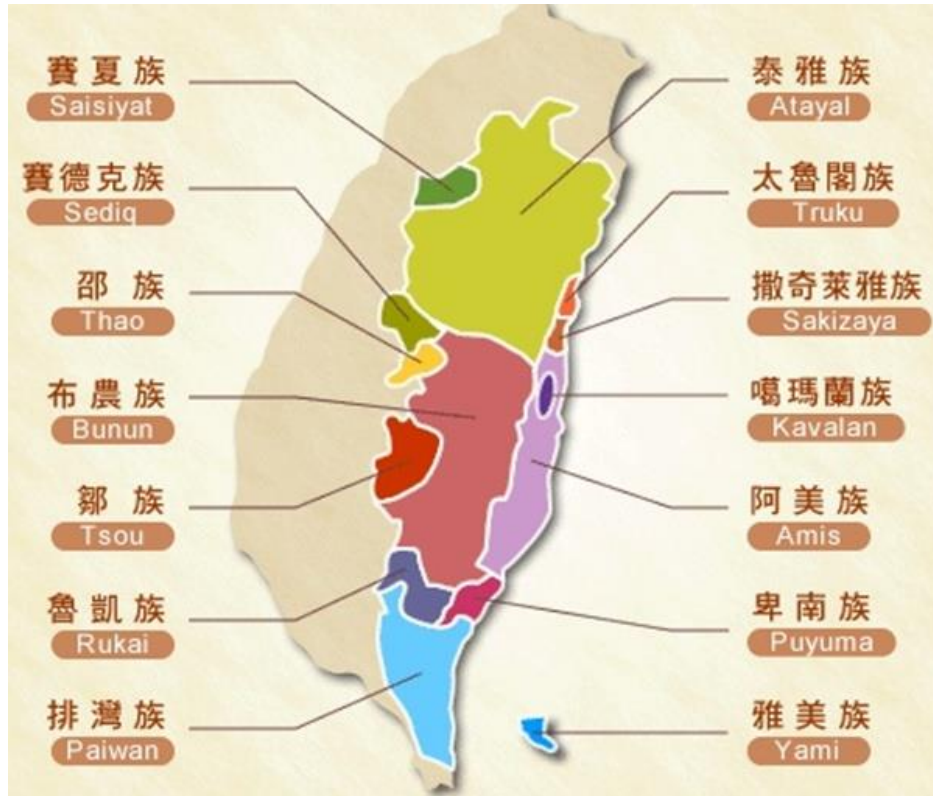 賽夏族
Saisiyat
賽德克族
Sediq
邵族
Thao
布農族
Bunun
鄒族
Tsou
魯凱族
Rukai
排灣族
Paiwan
泰雅族
Atayal
太魯閣族
Truku
撒奇萊雅族
Sakizaya
噶瑪蘭族
Kavalan
阿美族
Amis
卑南族
Puyuma
雅美族
Yami